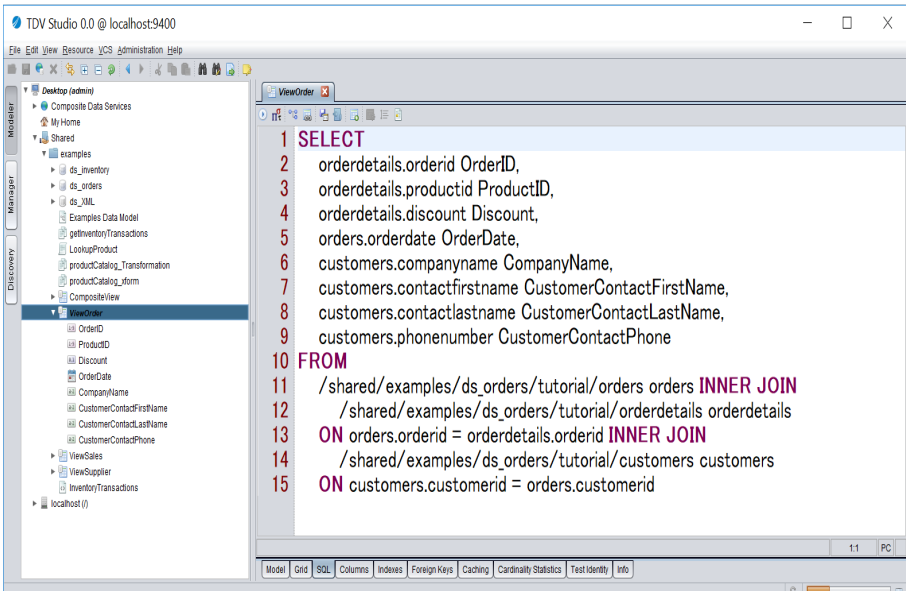 TDV Studio 0.0 @ localhost:9400
File Edit View Resource VCS Administration Help
Modeler
Manager
Discovery
Desktop (admin)
Composite Data Services
My Home
Shared
examples
ds_inventory
ds_orders
ds_XML
Examples Data Model
getInventoryTransactions
LookupProduct
productCatalog_Transformation
productCatalog_xform
CompositeView
ViewOrder
OrderID
ProductID
Discount
OrderDate
CompanyName
CustomerContactFirstName
CustomerContactLastName
CustomerContactPhone
ViewSales
ViewSupplier
InventoryTransactions
localhost (/)
ViewOrder
1 SELECT
2 orderdetails.orderid OrderID,
3 orderdetails.productid ProductID,
4 orderdetails.discount Discount,
5 orders.orderdate OrderDate,
6 customers.companyname CompanyName,
7 customers.contactfirstname CustomerContactFirstName,
8 customers.contactlastname CustomerContactLastName,
9 customers.phonenumber CustomerContactPhone
10 FROM
11 /shared/examples/ds_orders/tutorial/orders orders INNER JOIN
12 /shared/examples/ds_orders/tutorial/orderdetails orderdetails
13 ON orders.orderid = orderdetails.orderid INNER JOIN
14 /shared/examples/ds_orders/tutorial/customers customers
15 ON customers.customerid = orders.customerid
1:1 PC
Model Grid SQL Columns Indexes Foreign Keys Caching Cardinality Statistics Test Identity Info